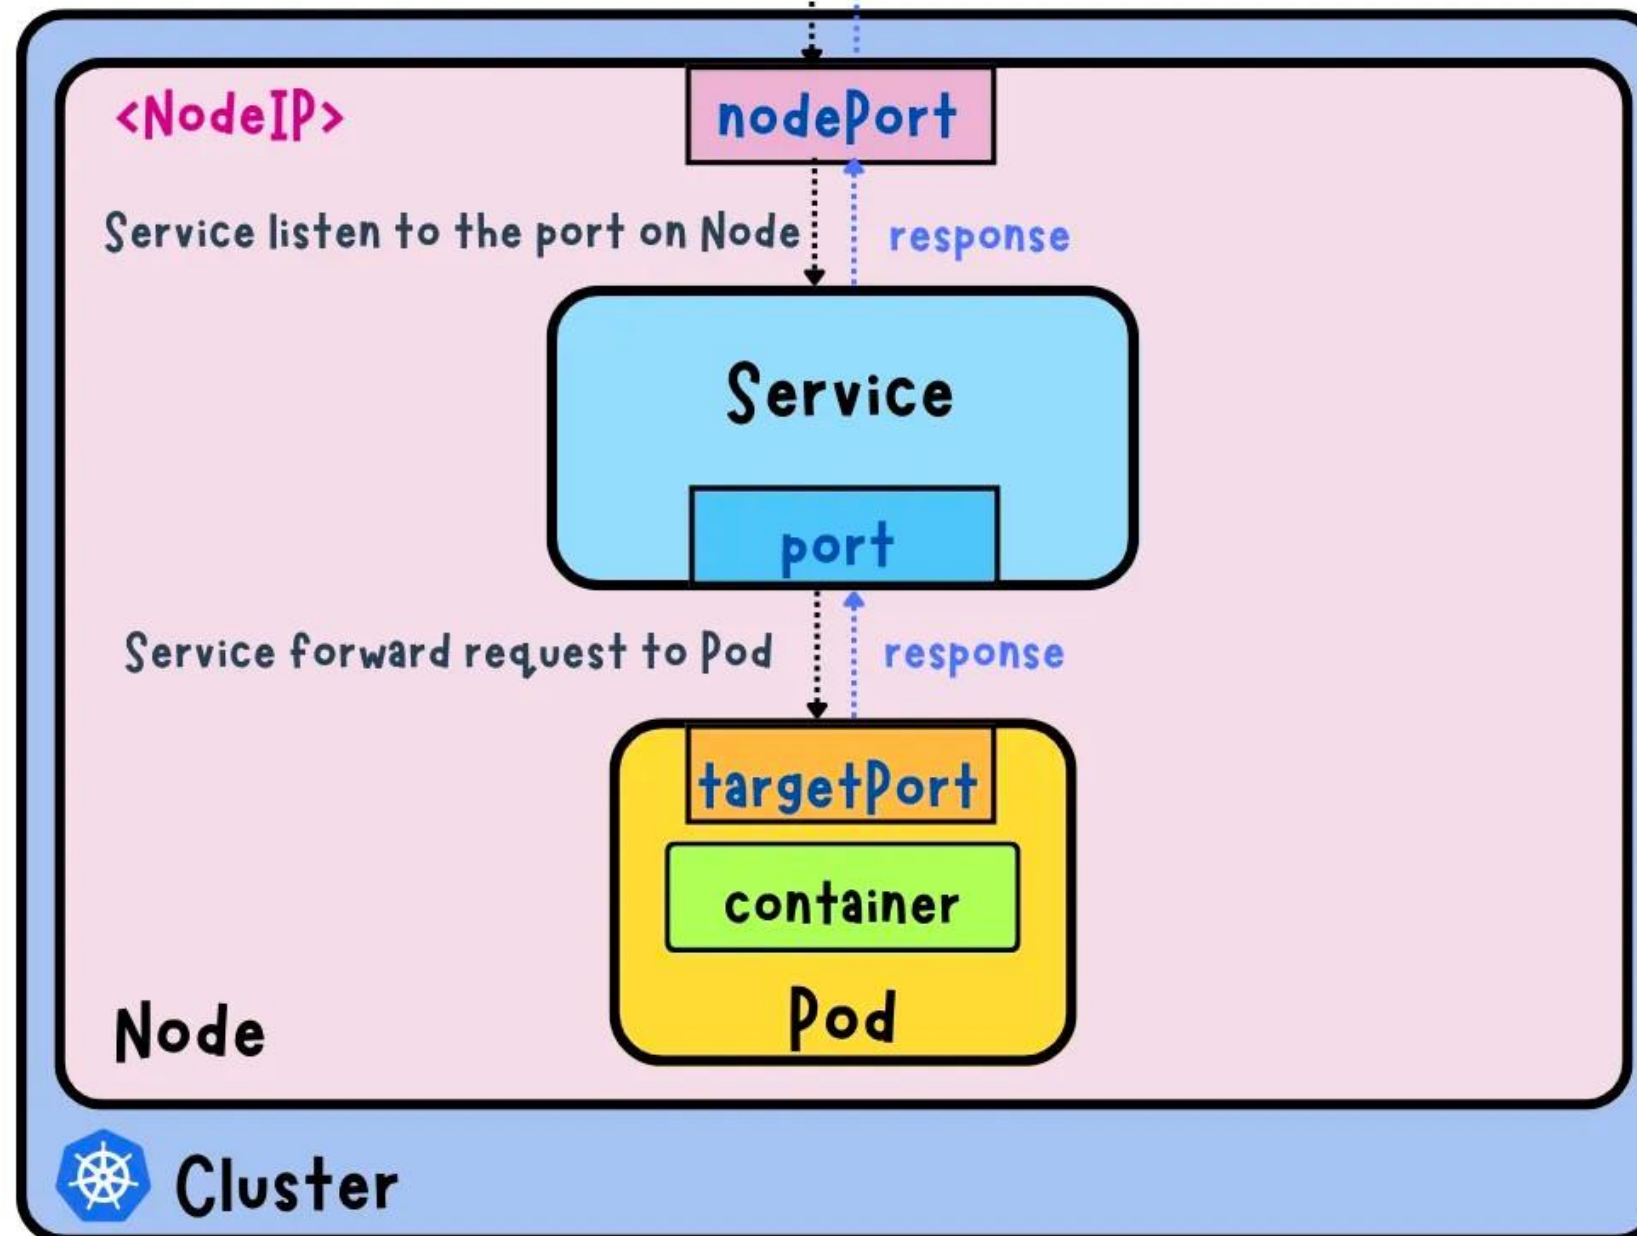 <NodeIP>
nodePort
Service listen to the port on Node
response
Service
port
Service forward request to Pod
response
targetPort
container
Pod
Node
Cluster